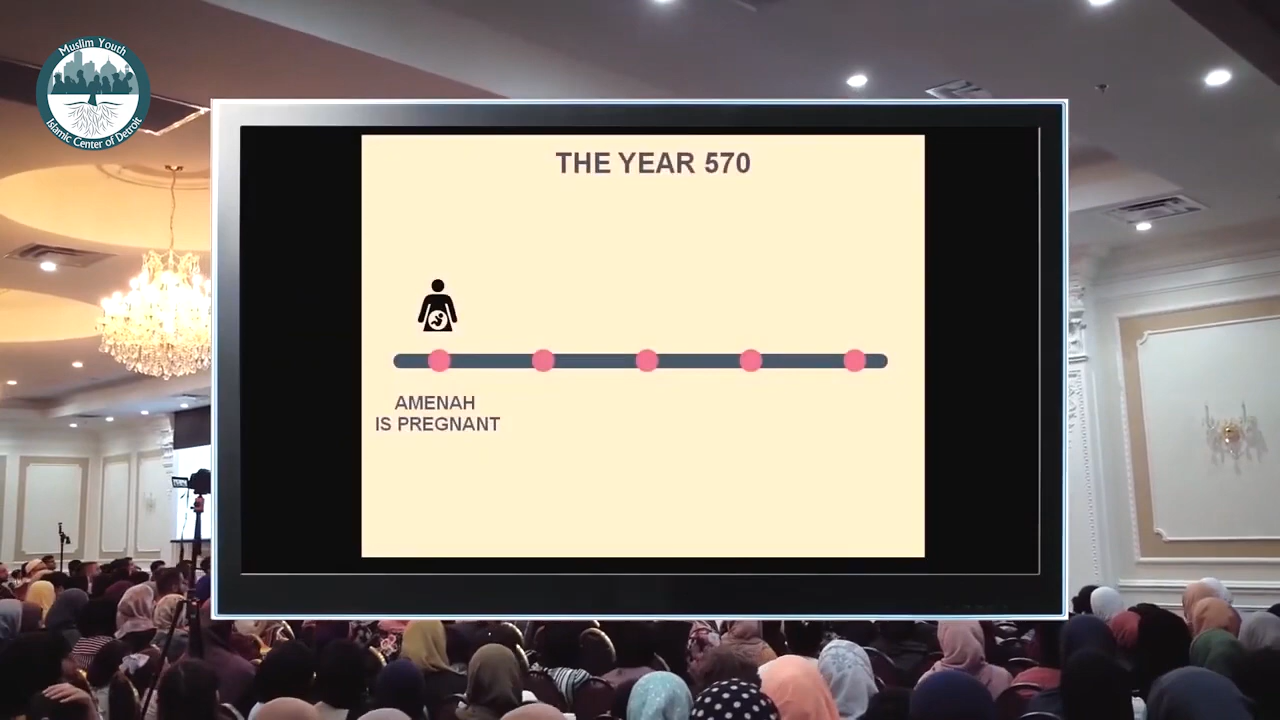 Muslim Youth
Islamic Center of Detroit
THE YEAR 570
AMENAH
IS PREGNANT